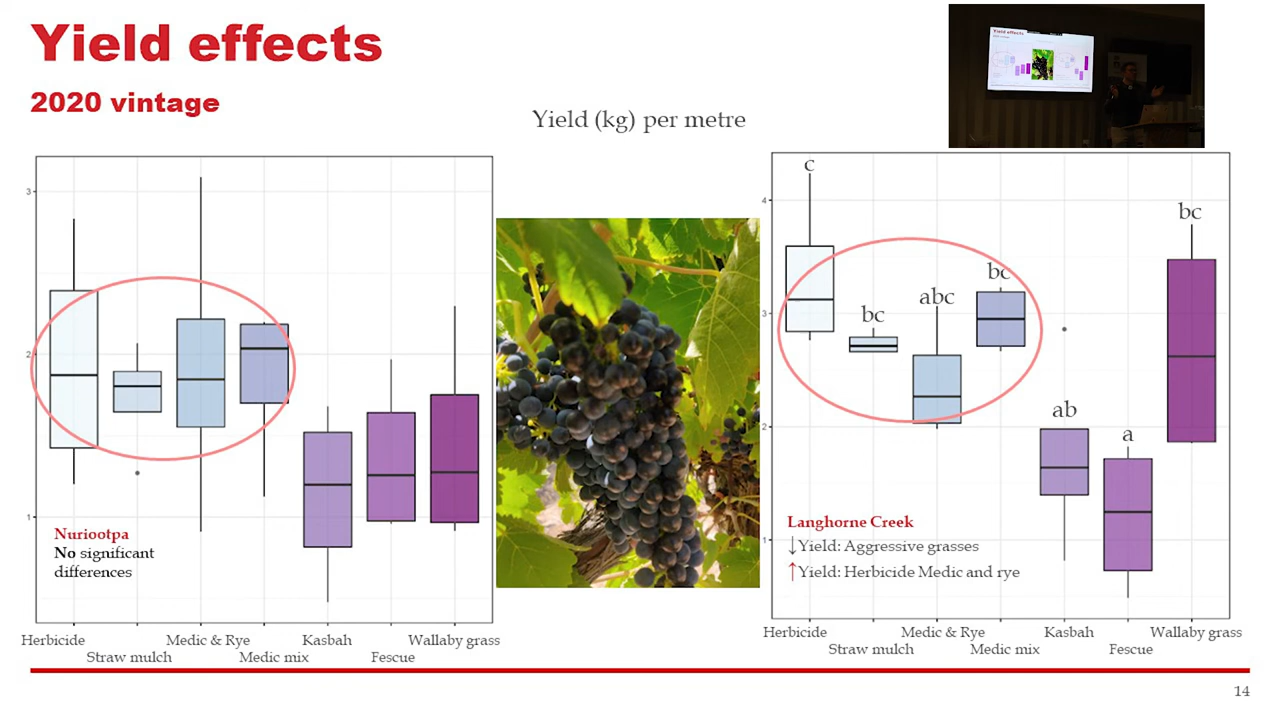 Yield effects
2020 vintage
Yield (kg) per metre
3
2
1
Nuriootpa
No significant
differences
Herbicide
Straw mulch
Medic & Rye
Medic mix
Kasbah
Fescue
Wallaby grass
4
3
2
1
c
bc
abc
bc
ab
a
bc
Langhorne Creek
↓Yield: Aggressive grasses
↑Yield: Herbicide Medic and rye
Herbicide
Straw mulch
Medic & Rye
Medic mix
Kasbah
Fescue
Wallaby grass
14
Yield effects